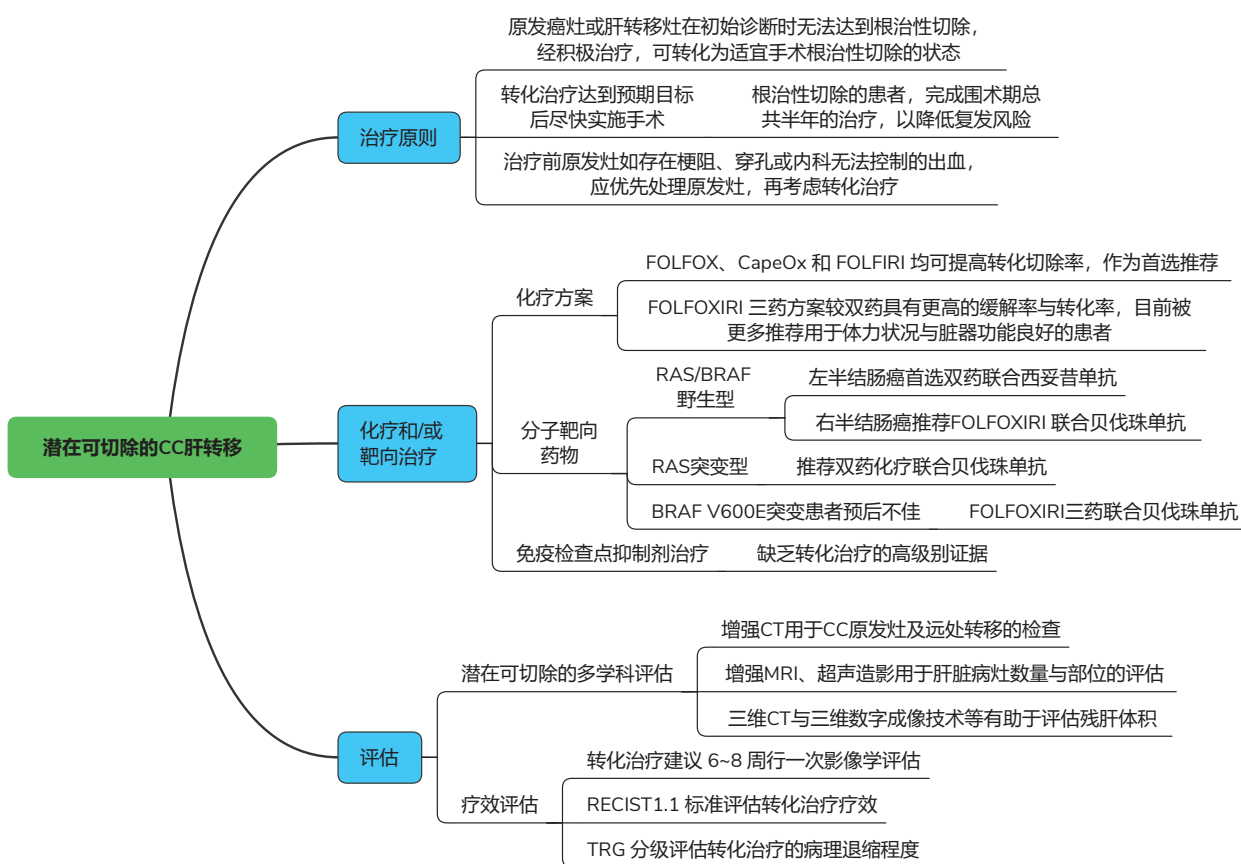 潜在可切除的CC肝转移
治疗原则
原发癌灶或肝转移灶在初始诊断时无法达到根治性切除，
经积极治疗，可转化为适宜手术根治性切除的状态
转化治疗达到预期目标
后尽快实施手术
根治性切除的患者，完成围术期总
共半年的治疗，以降低复发风险
治疗前原发灶如存在梗阻、穿孔或内科无法控制的出血，
应优先处理原发灶，再考虑转化治疗
化疗和/或
靶向治疗
化疗方案
FOLFOX、CapeOx 和 FOLFIRI 均可提高转化切除率，作为首选推荐
FOLFOXIRI 三药方案较双药具有更高的缓解率与转化率，目前被
更多推荐用于体力状况与脏器功能良好的患者
分子靶向
药物
RAS/BRAF
野生型
左半结肠癌首选双药联合西妥昔单抗
右半结肠癌推荐FOLFOXIRI 联合贝伐珠单抗
RAS突变型
推荐双药化疗联合贝伐珠单抗
BRAF V600E突变患者预后不佳
FOLFOXIRI三药联合贝伐珠单抗
免疫检查点抑制剂治疗
缺乏转化治疗的高级别证据
评估
潜在可切除的多学科评估
增强CT用于CC原发灶及远处转移的检查
增强MRI、超声造影用于肝脏病灶数量与部位的评估
三维CT与三维数字成像技术等有助于评估残肝体积
疗效评估
转化治疗建议 6~8 周行一次影像学评估
RECIST1.1 标准评估转化治疗疗效
TRG 分级评估转化治疗的病理退缩程度